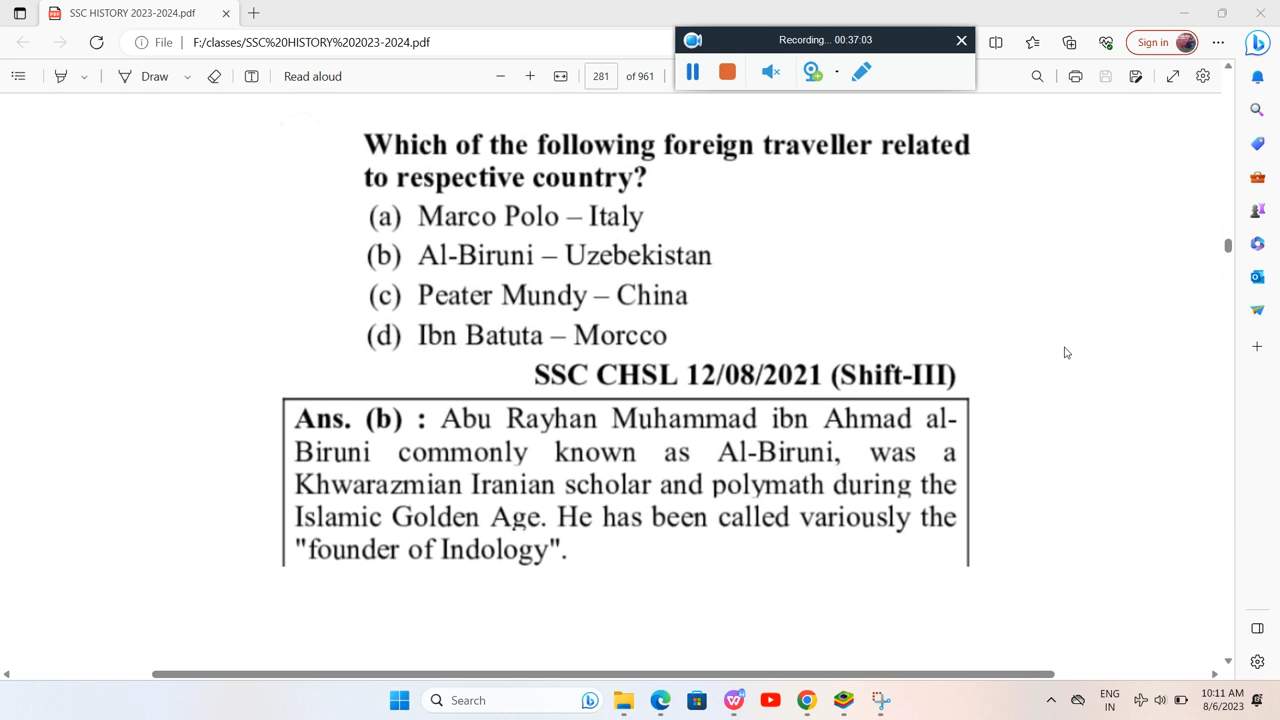 SSC HISTORY 2023-2024.pdf
File F:/classes/SSC%20HISTORY%202023-2024.pdf
Recording... 00:37:03
Sign in
Draw
Read aloud
281 of 961
Which of the following foreign traveller related
to respective country?
(a) Marco Polo – Italy
(b) Al-Biruni – Uzebekistan
(c) Peater Mundy – China
(d) Ibn Batuta – Morcco
SSC CHSL 12/08/2021 (Shift-III)
Ans. (b) : Abu Rayhan Muhammad ibn Ahmad al-
Biruni commonly known as Al-Biruni, was a
Khwarazmian Iranian scholar and polymath during the
Islamic Golden Age. He has been called variously the
"founder of Indology".
Search
ENG
IN
10:11 AM
8/6/2023